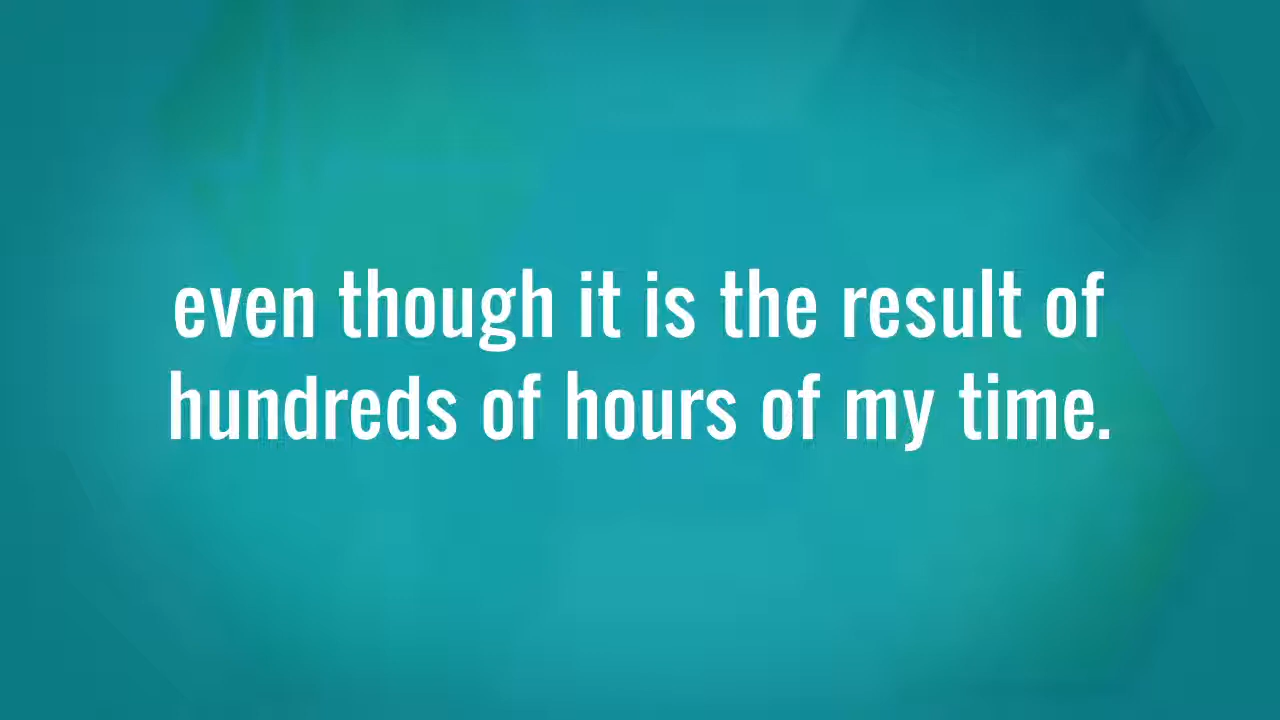 even though it is the result of
hundreds of hours of my time.